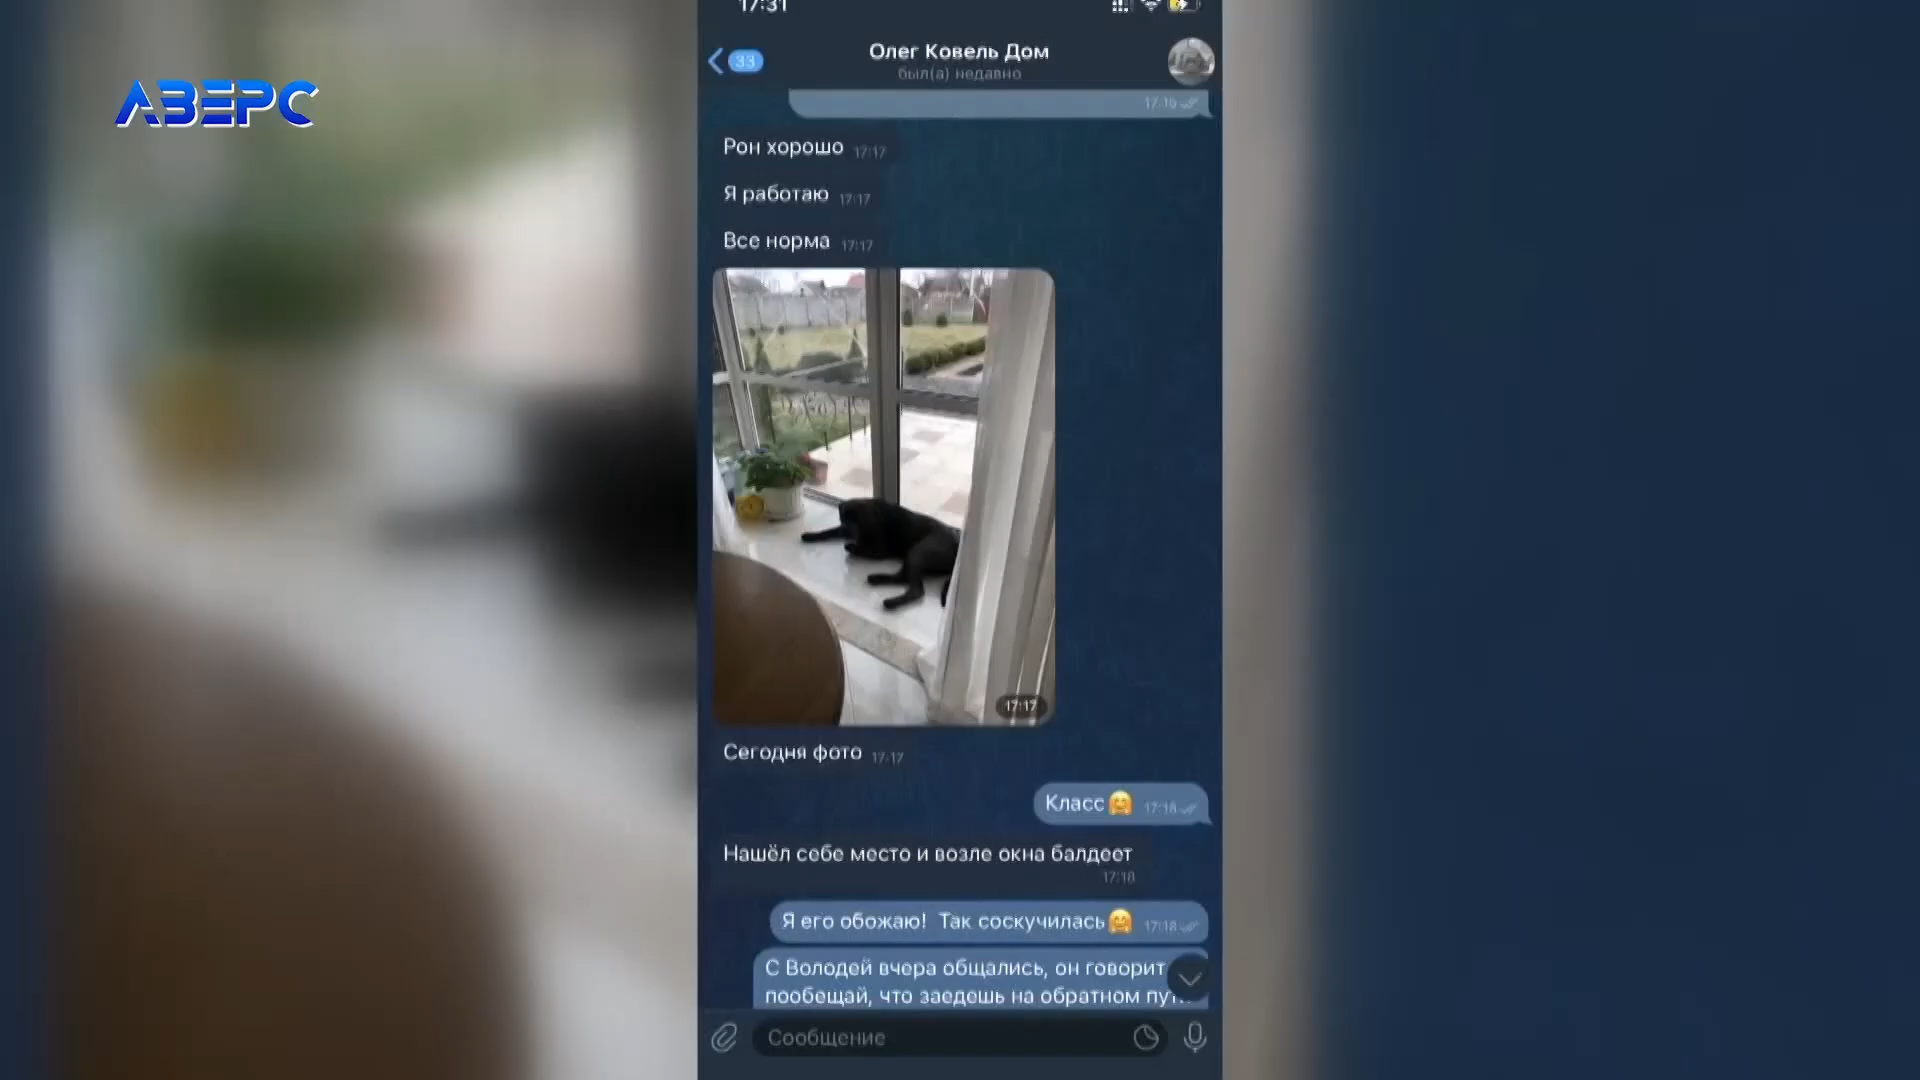 17:31
АВЕРС
33
Олег Ковель Дом
был(а) недавно
17:16
Рон хорошо 17:17
Я работаю 17:17
Все норма 17:17
17:17
Сегодня фото 17:17
Класс🤗 17:18
Нашёл себе место и возле окна балдеет
17:18
Я его обожаю! Так соскучилась🤗 17:18
С Володей вчера общались, он говорит
пообещай, что заедешь на обратном
Сообщение